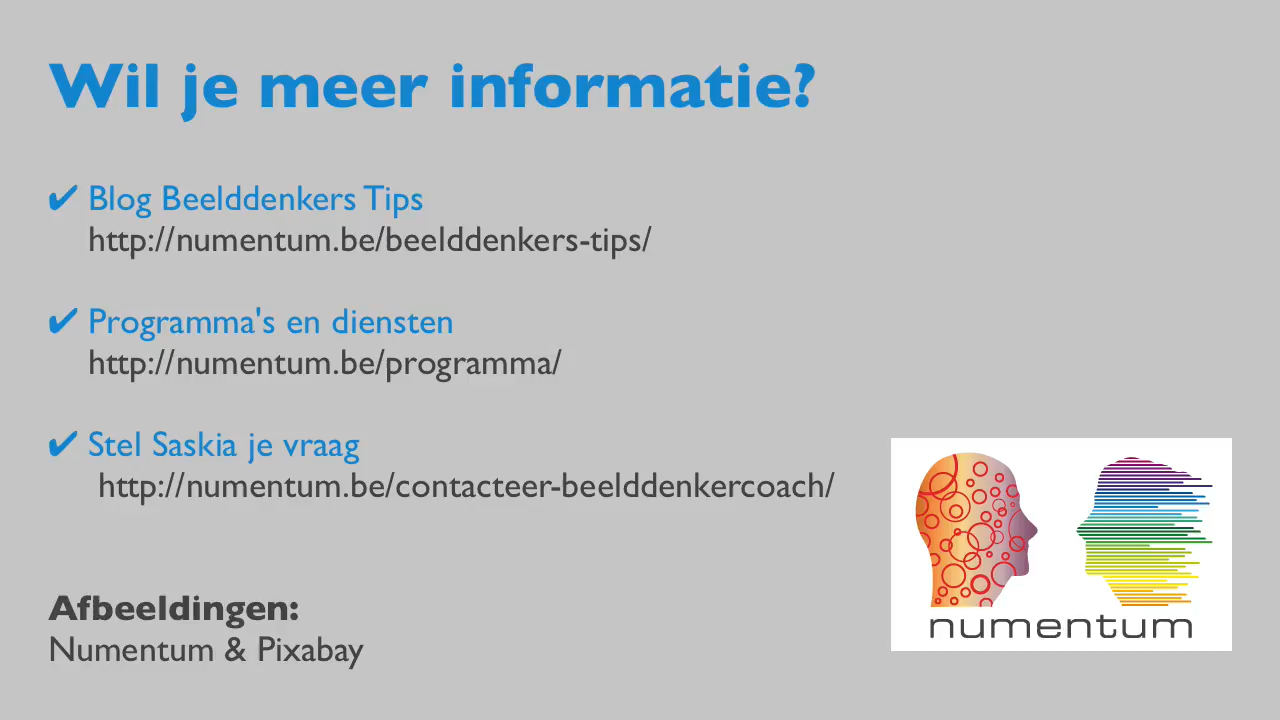 Wil je meer informatie?
✔ Blog Beelddenkers Tips
http://numentum.be/beelddenkers-tips/
✔ Programma's en diensten
http://numentum.be/programma/
✔ Stel Saskia je vraag
http://numentum.be/contacteer-beelddenkercoach/
Afbeeldingen:
Numentum & Pixabay
numentum